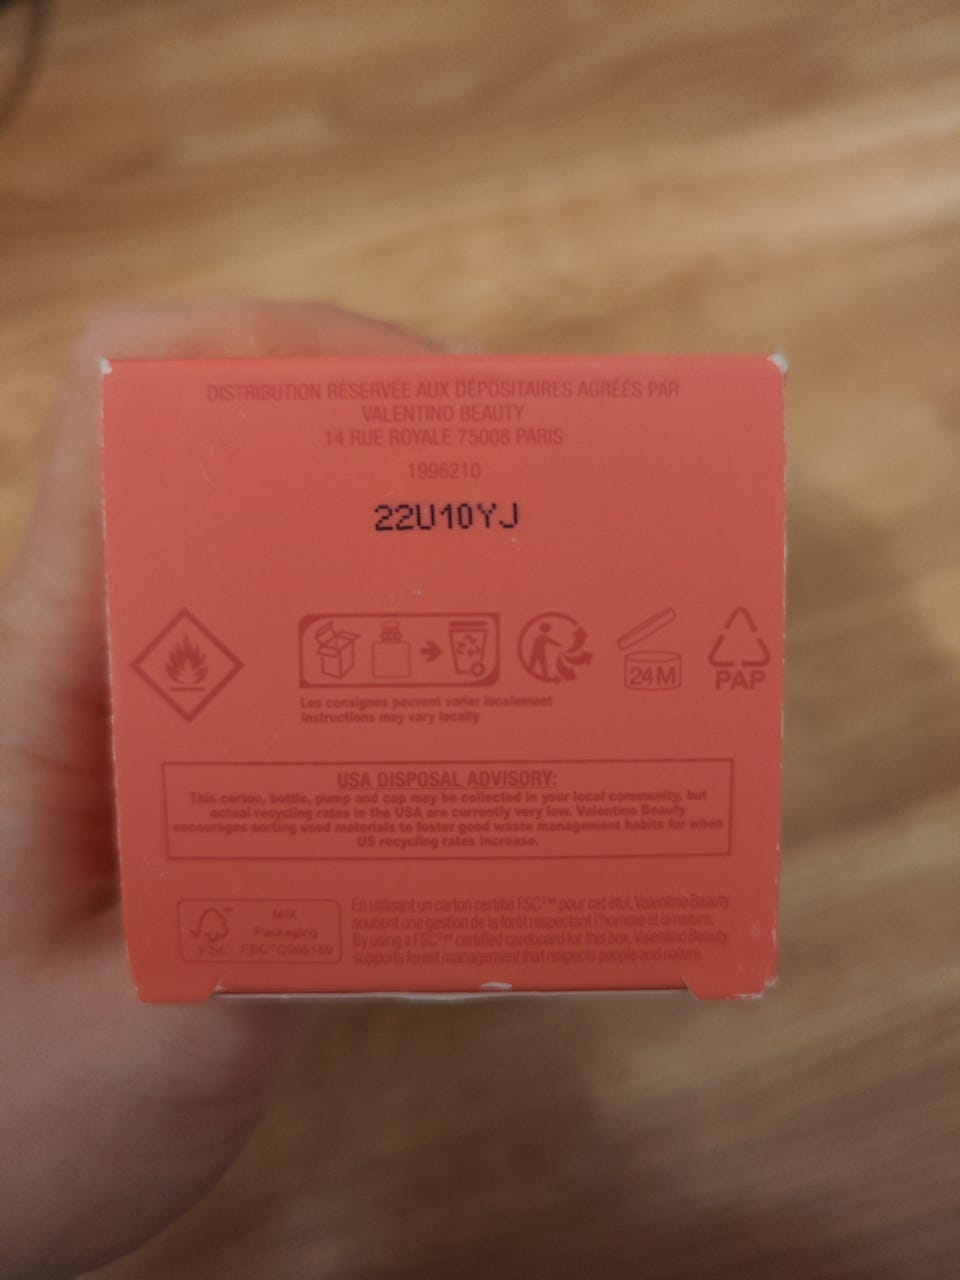 DISTRIBUTION RÉSERVÉE AUX DÉPOSITAIRES AGRÉÉS PAR
VALENTINO BEAUTY
14 RUE ROYALE 75008 PARIS
1996210
22U10YJ
24M
PAP
Les consignes peuvent varier localement
Instructions may vary locally
USA DISPOSAL ADVISORY:
This carton, bottle, pump and cap may be collected in your local community, but
actual recycling rates in the USA are currently very low. Valentino Beauty
encourages sorting used materials to foster good waste management habits for when
US recycling rates increase.
FSC
MIX
Packaging
FSC® C095159
En utilisant un carton certifié FSC™ pour cet étui, Valentino Beauty
soutient une gestion de la forêt respectant l'homme et la nature.
By using a FSC™ certified cardboard for this box, Valentino Beauty
supports forest management that respects people and nature.